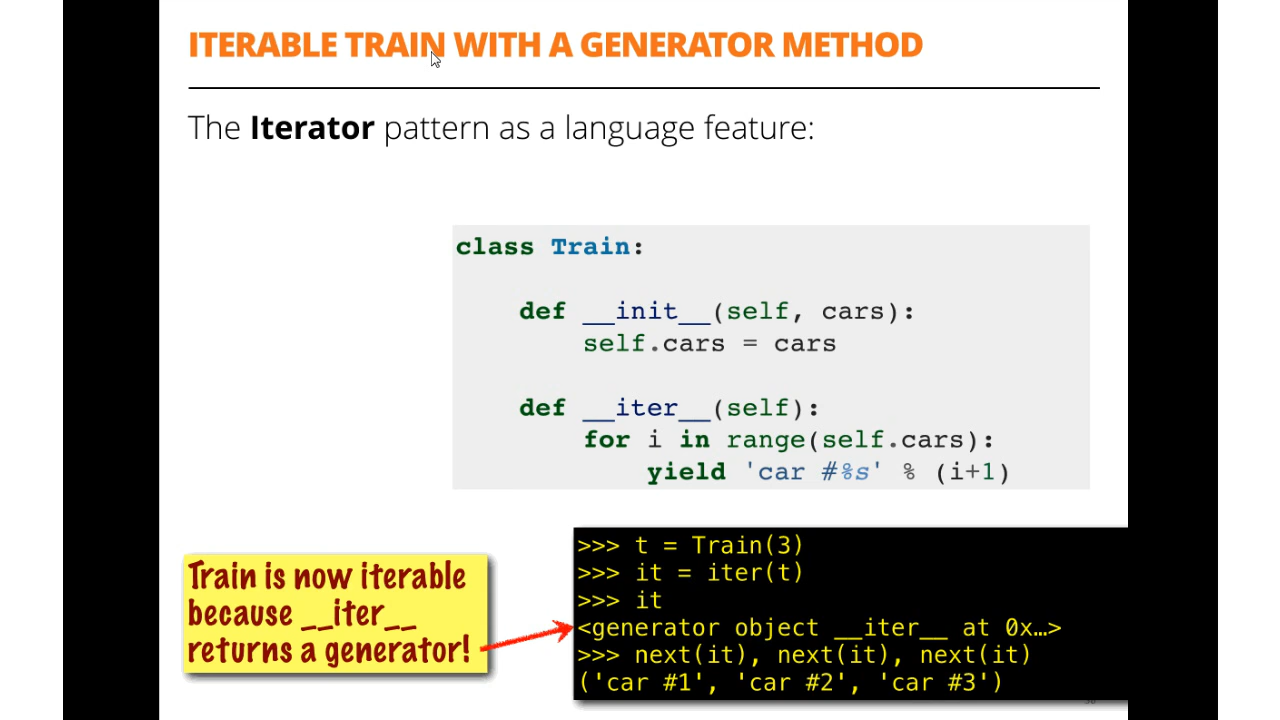 ITERABLE TRAIN WITH A GENERATOR METHOD
The Iterator pattern as a language feature:
class Train:
def __init__(self, cars):
self.cars = cars
def __iter__(self):
for i in range(self.cars):
yield 'car #%s' % (i+1)
Train is now iterable
because __iter__
returns a generator!
>>> t = Train(3)
>>> it = iter(t)
>>> it
<generator object __iter__ at 0x…>
>>> next(it), next(it), next(it)
('car #1', 'car #2', 'car #3')